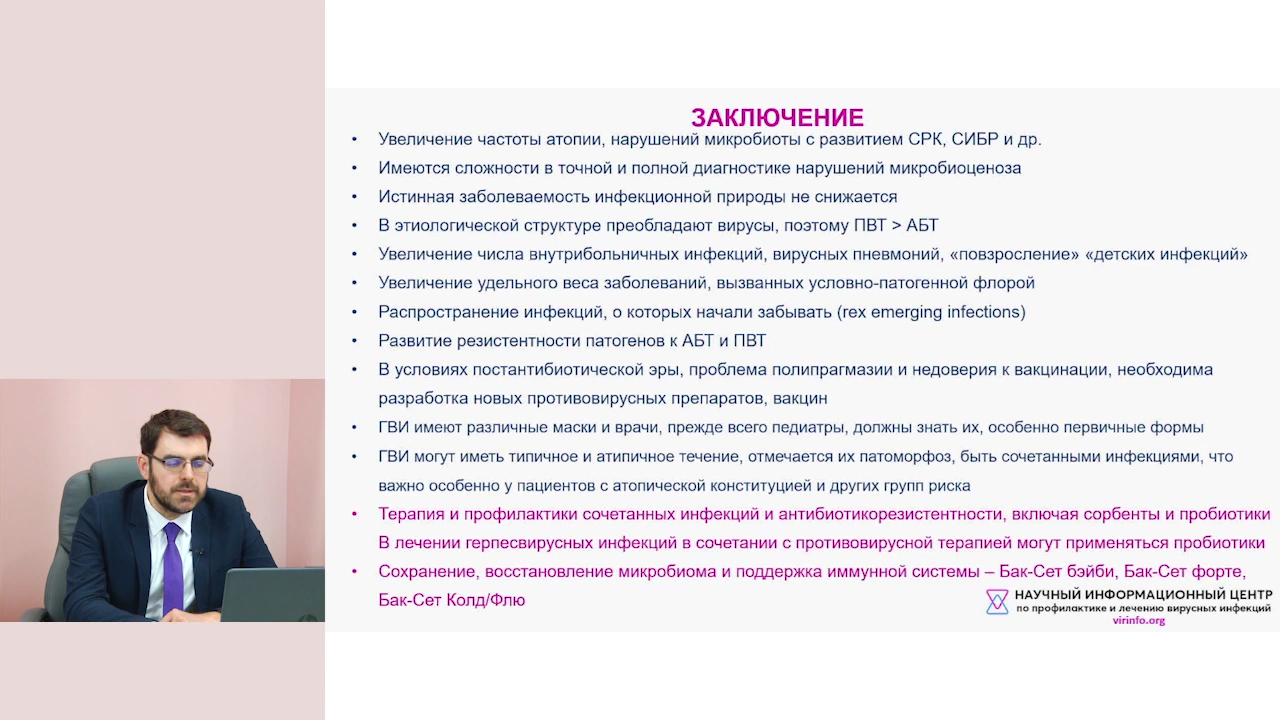 ЗАКЛЮЧЕНИЕ
• Увеличение частоты атопии, нарушений микробиоты с развитием СРК, СИБР и др.
• Имеются сложности в точной и полной диагностике нарушений микробиоценоза
• Истинная заболеваемость инфекционной природы не снижается
• В этиологической структуре преобладают вирусы, поэтому ПВТ > АБТ
• Увеличение числа внутрибольничных инфекций, вирусных пневмоний, «повзросление» «детских инфекций»
• Увеличение удельного веса заболеваний, вызванных условно-патогенной флорой
• Распространение инфекций, о которых начали забывать (rex emerging infections)
• Развитие резистентности патогенов к АБТ и ПВТ
• В условиях постантибиотической эры, проблема полипрагмазии и недоверия к вакцинации, необходима
разработка новых противовирусных препаратов, вакцин
• ГВИ имеют различные маски и врачи, прежде всего педиатры, должны знать их, особенно первичные формы
• ГВИ могут иметь типичное и атипичное течение, отмечается их патоморфоз, быть сочетанными инфекциями, что
важно особенно у пациентов с атопической конституцией и других групп риска
• Терапия и профилактики сочетанных инфекций и антибиотикорезистентности, включая сорбенты и пробиотики
В лечении герпесвирусных инфекций в сочетании с противовирусной терапией могут применяться пробиотики
• Сохранение, восстановление микробиома и поддержка иммунной системы – Бак-Сет бэйби, Бак-Сет форте,
Бак-Сет Колд/Флю
НАУЧНЫЙ ИНФОРМАЦИОННЫЙ ЦЕНТР
по профилактике и лечению вирусных инфекций
virinfo.org